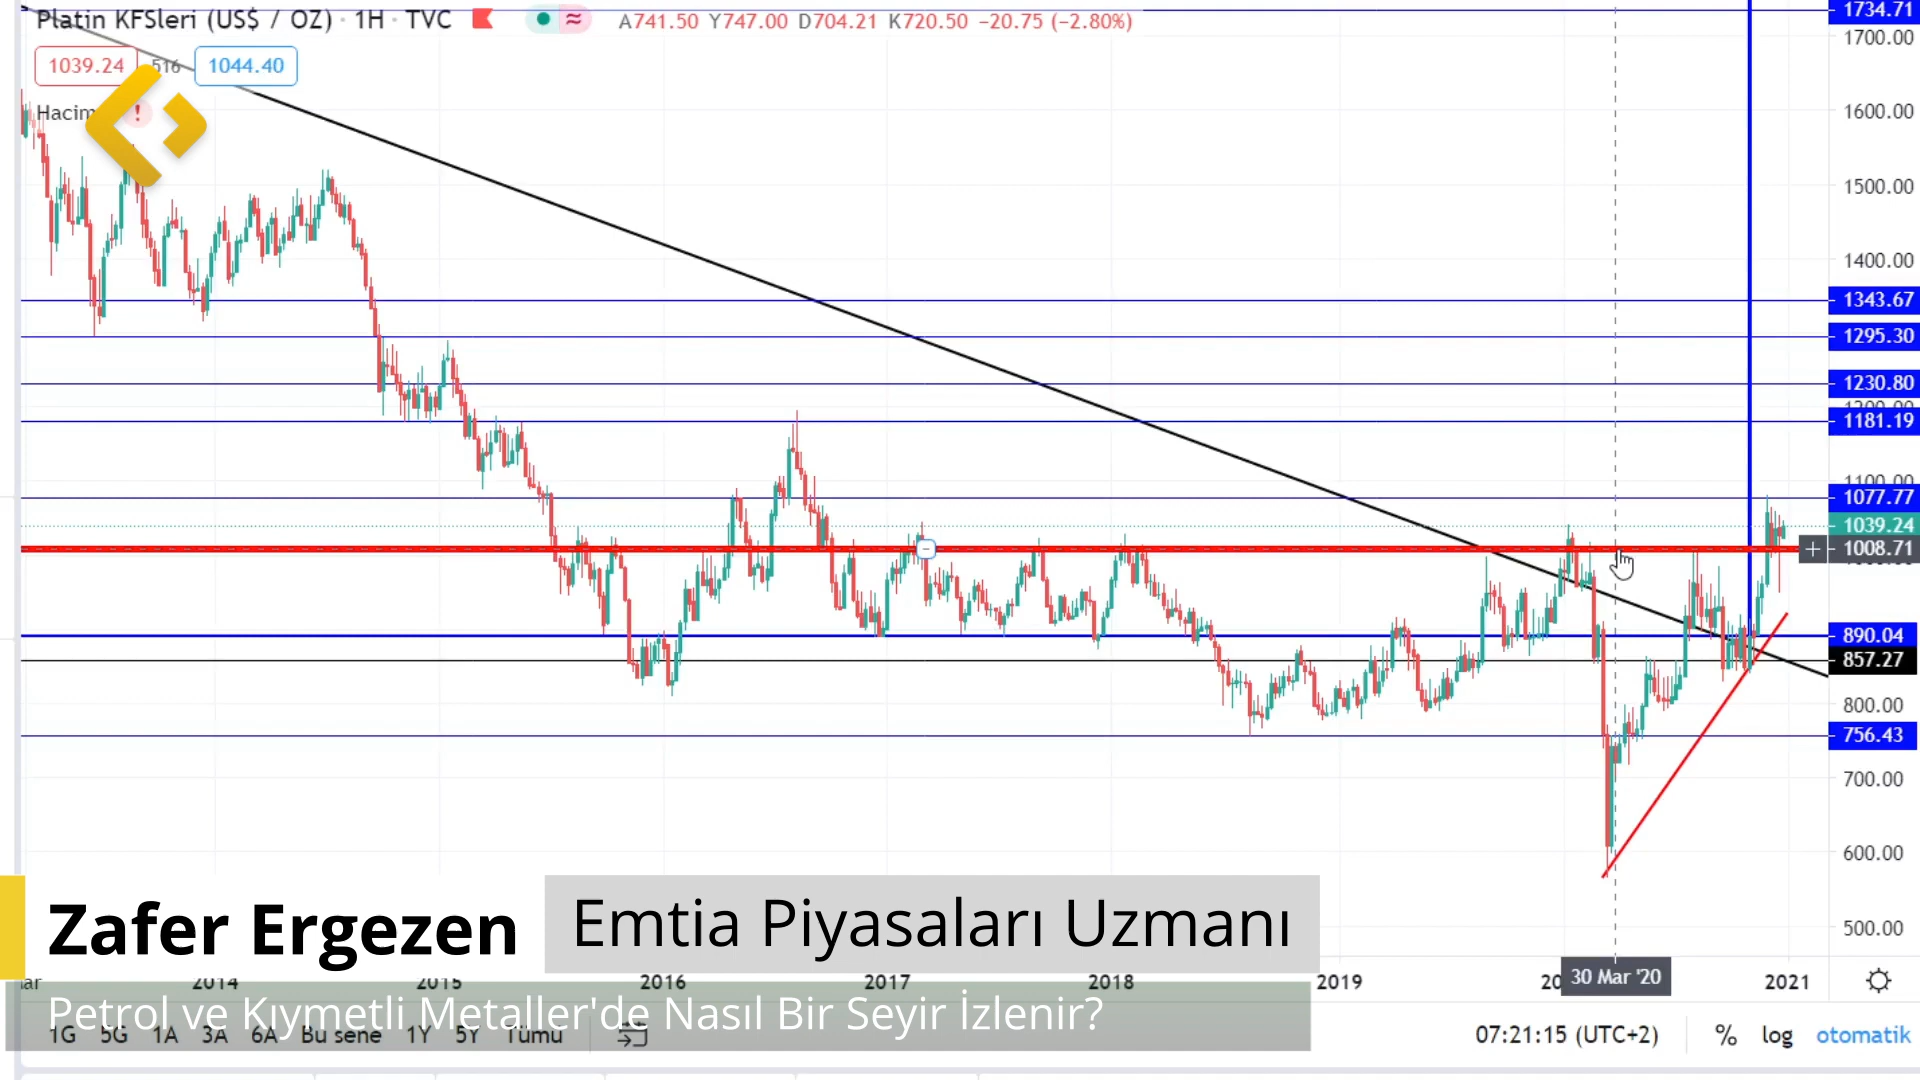 Platin KFSleri (US$ / OZ) · 1H · TVC A741.50 Y747.00 D704.21 K720.50 −20.75 (−2.80%)
1039.24 516 1044.40
Hacim !
1734.71
1700.00
1600.00
1500.00
1400.00
1343.67
1295.30
1230.80
1181.19
1100.00
1077.77
1039.24
1008.71
890.04
857.27
800.00
756.43
700.00
600.00
500.00
Zafer Ergezen Emtia Piyasaları Uzmanı
2014 2015 2016 2017 2018 2019 30 Mar '20 2021
Petrol ve Kıymetli Metaller'de Nasıl Bir Seyir İzlenir?
1G 5G 1A 3A 6A Bu sene 1Y 5Y Tümü 07:21:15 (UTC+2) % log otomatik